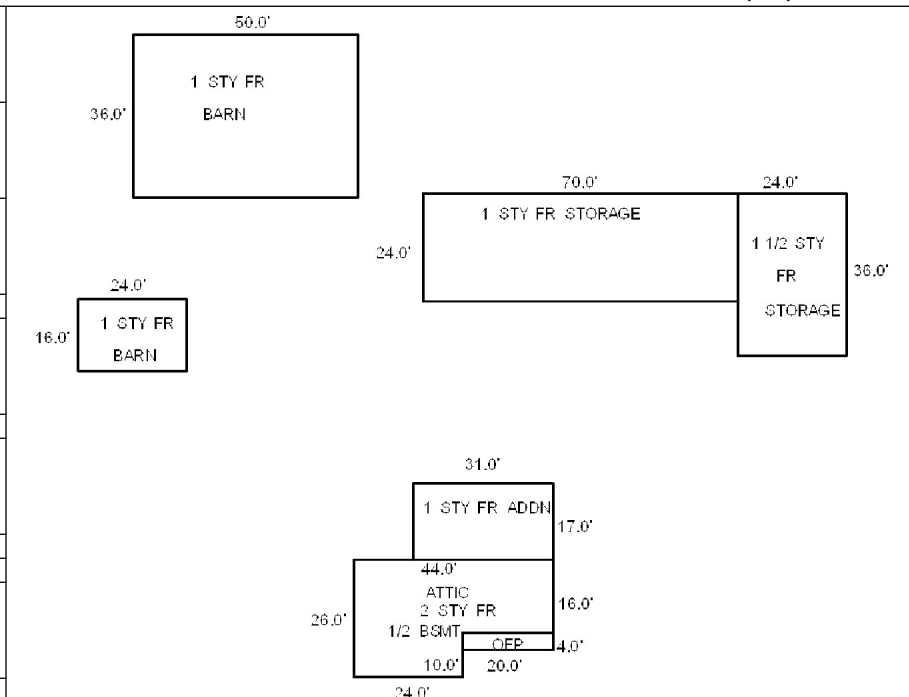 50.0'
1 STY FR
BARN
36.0'
70.0'
24.0'
1 STY FR STORAGE
24.0'
1 1/2 STY
FR
STORAGE
36.0'
24.0'
16.0'
1 STY FR
BARN
31.0'
1 STY FR ADDN
17.0'
44.0'
ATTIC
2 STY FR
1/2 BSMT
26.0'
16.0'
OFP
4.0'
10.0'
20.0'
24.0'